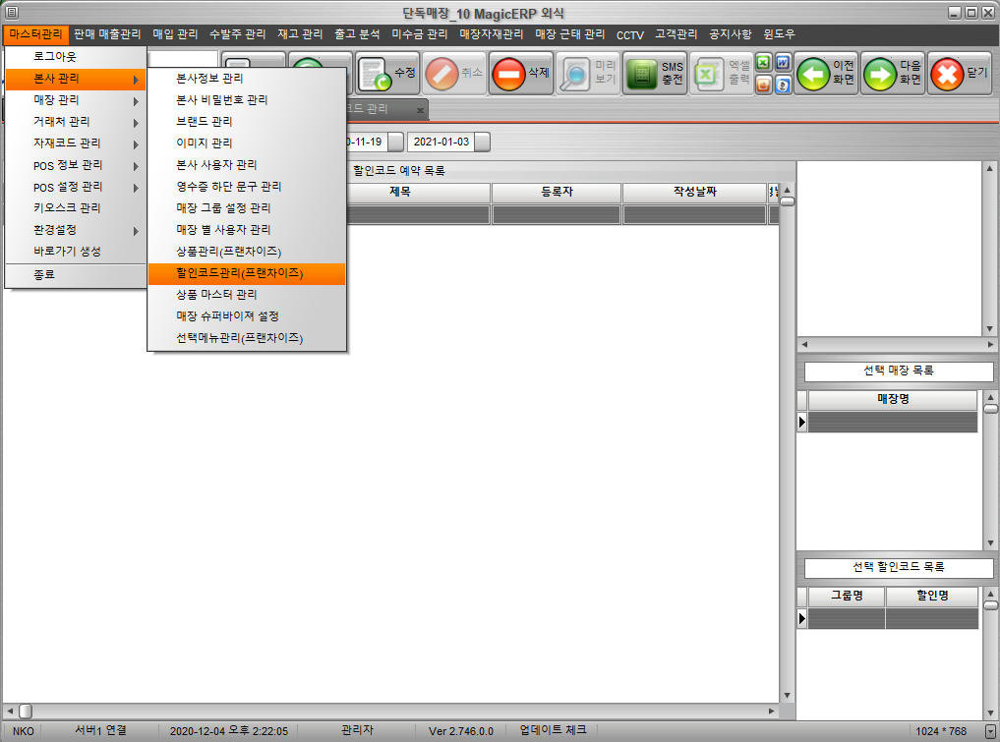 단독매장_10 MagicERP 외식
마스터관리 판매 매출관리 매입 관리 수발주 관리 재고 관리 출고 분석 미수금 관리 매장자재관리 매장 근태 관리 CCTV 고객관리 공지사항 윈도우
로그아웃
본사 관리
매장 관리
거래처 관리
자재코드 관리
POS 정보 관리
POS 설정 관리
키오스크 관리
환경설정
바로가기 생성
종료
본사정보 관리
본사 비밀번호 관리
브랜드 관리
이미지 관리
본사 사용자 관리
영수증 하단 문구 관리
매장 그룹 설정 관리
매장 별 사용자 관리
상품관리(프랜차이즈)
할인코드관리(프랜차이즈)
상품 마스터 관리
매장 슈퍼바이져 설정
선택메뉴관리(프랜차이즈)
수정
취소
삭제
미리
보기
SMS
충전
엑셀
출력
이전
화면
다음
화면
닫기
코드 관리
0-11-19 2021-01-03
할인코드 예약 목록
제목 등록자 작성날짜
선택 매장 목록
매장명
선택 할인코드 목록
그룹명 할인명
NKO 서버1 연결 2020-12-04 오후 2:22:05 관리자 Ver 2.746.0.0 업데이트 체크 1024 * 768